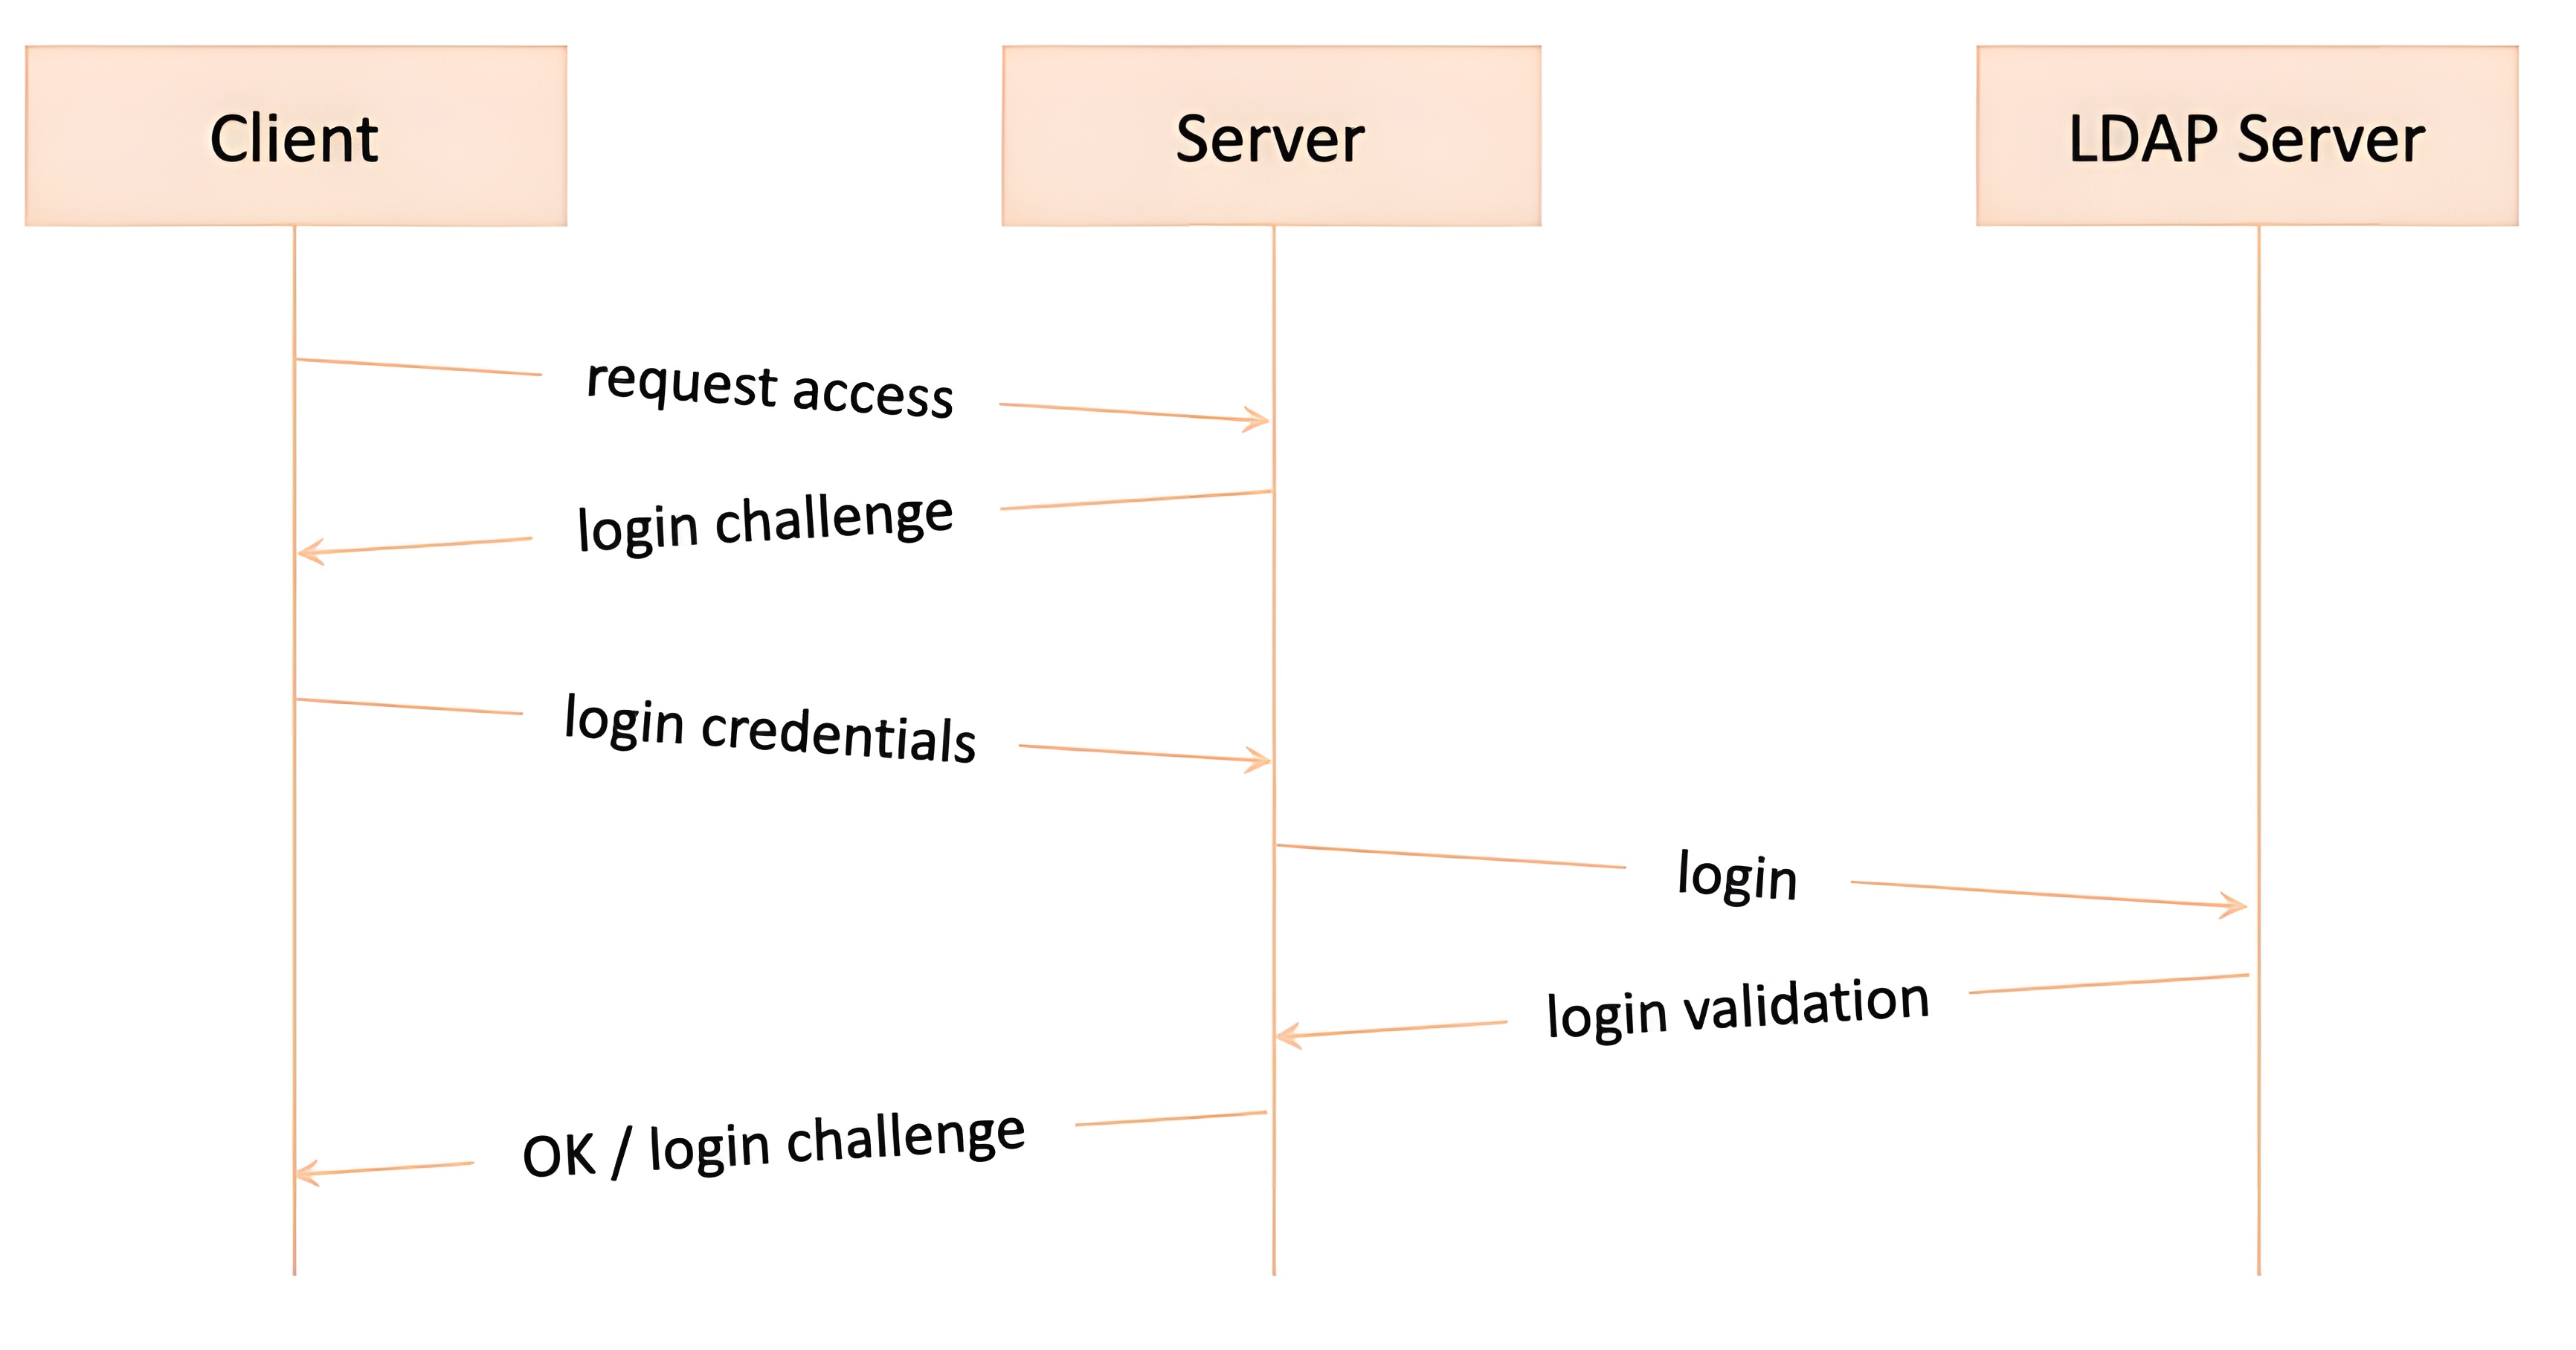 Client
Server
LDAP Server
request access
login challenge
login credentials
login
login validation
OK / login challenge